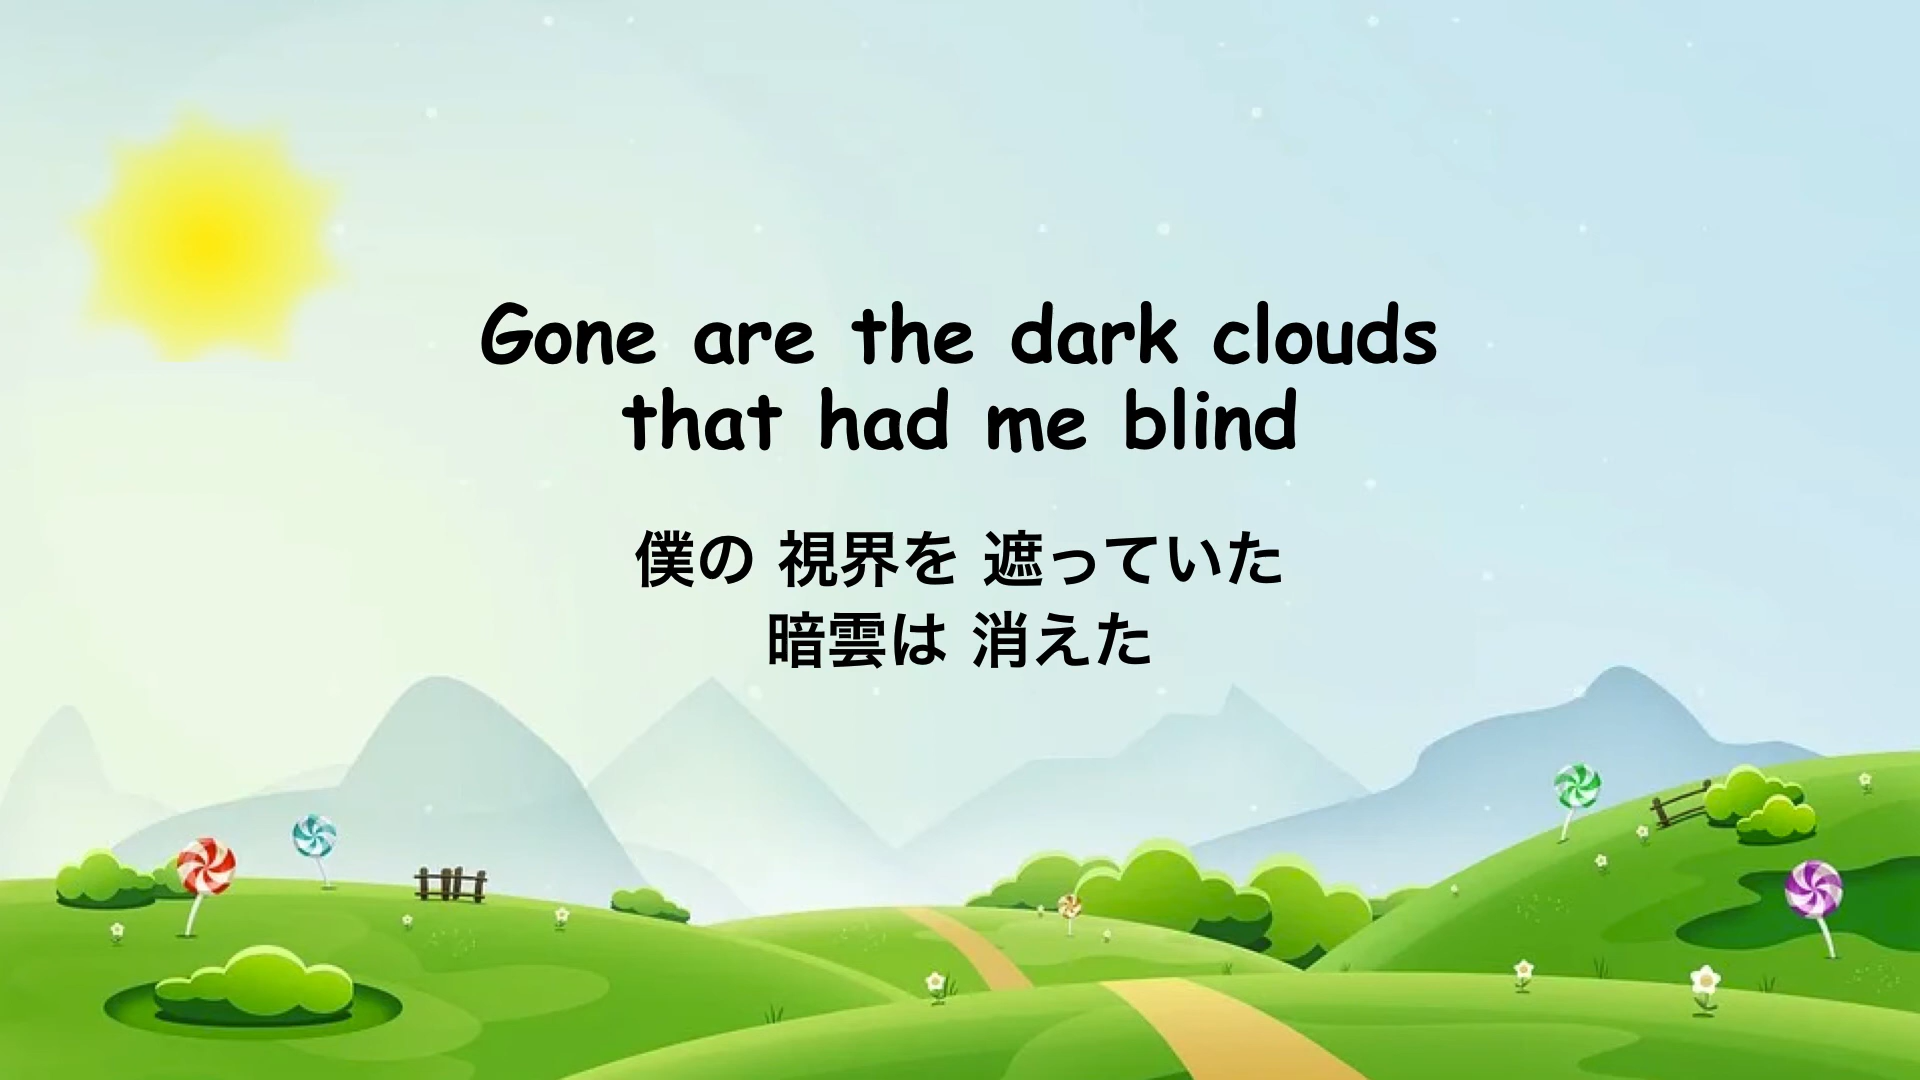 Gone are the dark clouds
that had me blind
僕の 視界を 遮っていた
暗雲は 消えた